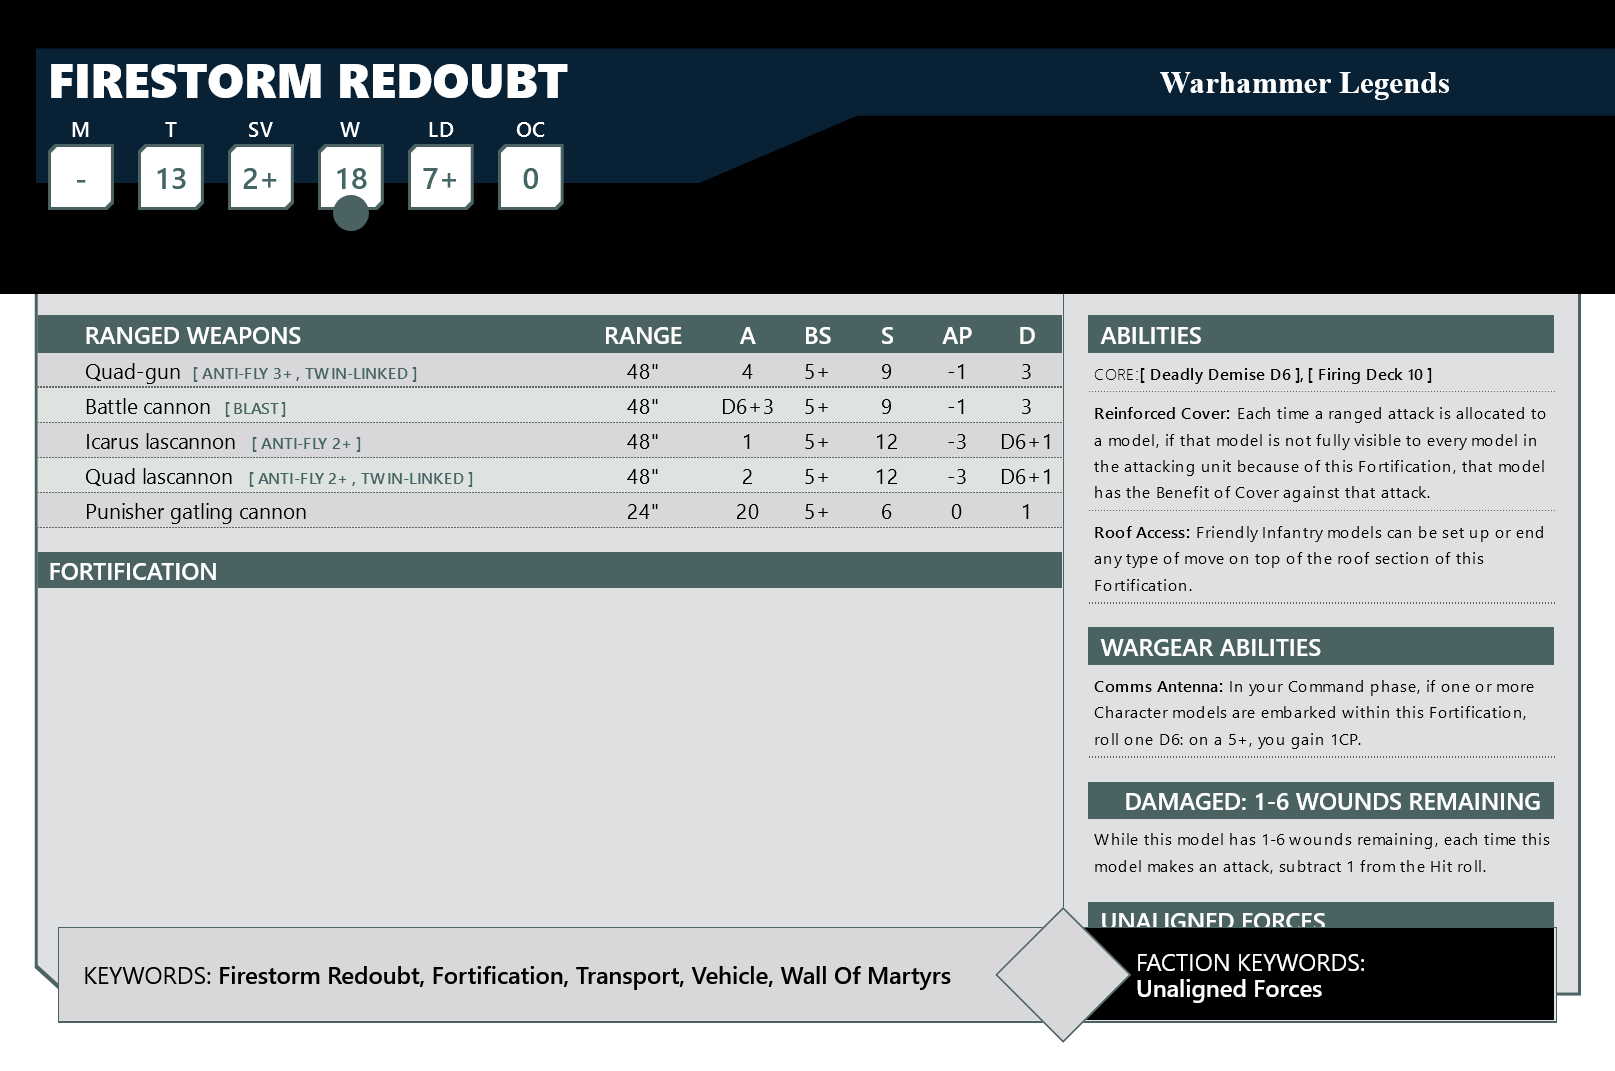 FIRESTORM REDOUBT
Warhammer Legends
M T SV W LD OC
- 13 2+ 18 7+ 0
RANGED WEAPONS RANGE A BS S AP D
Quad-gun [ ANTI-FLY 3+ , TWIN-LINKED ] 48" 4 5+ 9 -1 3
Battle cannon [ BLAST ] 48" D6+3 5+ 9 -1 3
Icarus lascannon [ ANTI-FLY 2+ ] 48" 1 5+ 12 -3 D6+1
Quad lascannon [ ANTI-FLY 2+ , TWIN-LINKED ] 48" 2 5+ 12 -3 D6+1
Punisher gatling cannon 24" 20 5+ 6 0 1
FORTIFICATION
ABILITIES
CORE:[ Deadly Demise D6 ], [ Firing Deck 10 ]
Reinforced Cover: Each time a ranged attack is allocated to
a model, if that model is not fully visible to every model in
the attacking unit because of this Fortification, that model
has the Benefit of Cover against that attack.
Roof Access: Friendly Infantry models can be set up or end
any type of move on top of the roof section of this
Fortification.
WARGEAR ABILITIES
Comms Antenna: In your Command phase, if one or more
Character models are embarked within this Fortification,
roll one D6: on a 5+, you gain 1CP.
DAMAGED: 1-6 WOUNDS REMAINING
While this model has 1-6 wounds remaining, each time this
model makes an attack, subtract 1 from the Hit roll.
UNALIGNED FORCES
KEYWORDS: Firestorm Redoubt, Fortification, Transport, Vehicle, Wall Of Martyrs
FACTION KEYWORDS:
Unaligned Forces